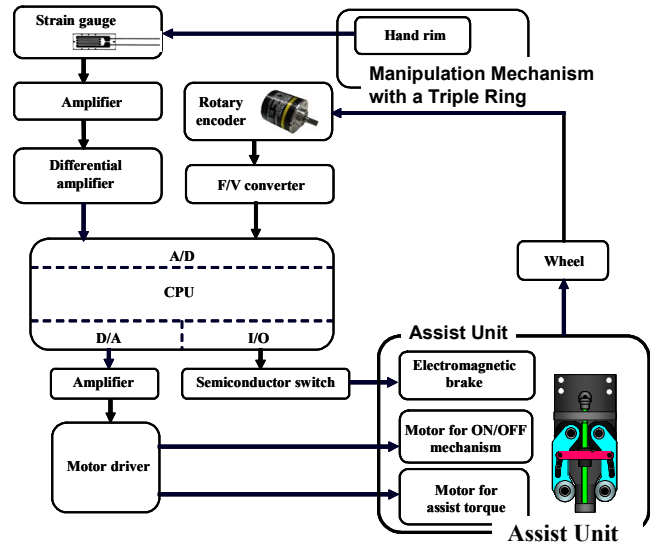 Strain gauge
Hand rim
Manipulation Mechanism
with a Triple Ring
Amplifier
Rotary
encoder
Differential
amplifier
F/V converter
A/D
CPU
D/A
I/O
Wheel
Assist Unit
Amplifier
Semiconductor switch
Electromagnetic
brake
Motor driver
Motor for ON/OFF
mechanism
Motor for
assist torque
Assist Unit